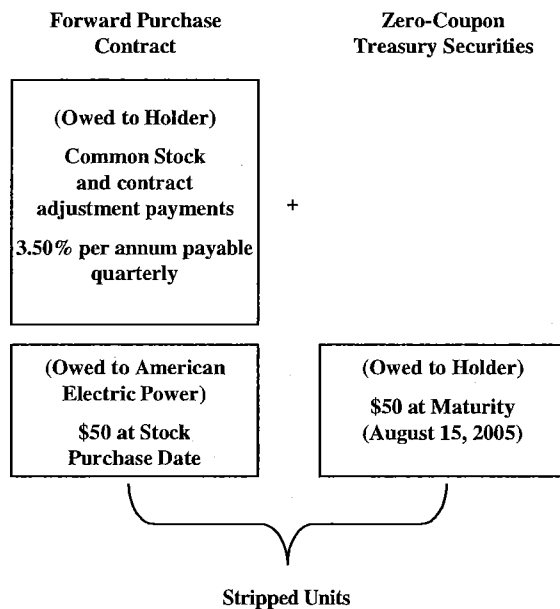 Forward Purchase
Contract
Zero-Coupon
Treasury Securities
(Owed to Holder)
Common Stock
and contract
adjustment payments
3.50% per annum payable
quarterly
+
(Owed to American
Electric Power)
$50 at Stock
Purchase Date
(Owed to Holder)
$50 at Maturity
(August 15, 2005)
Stripped Units